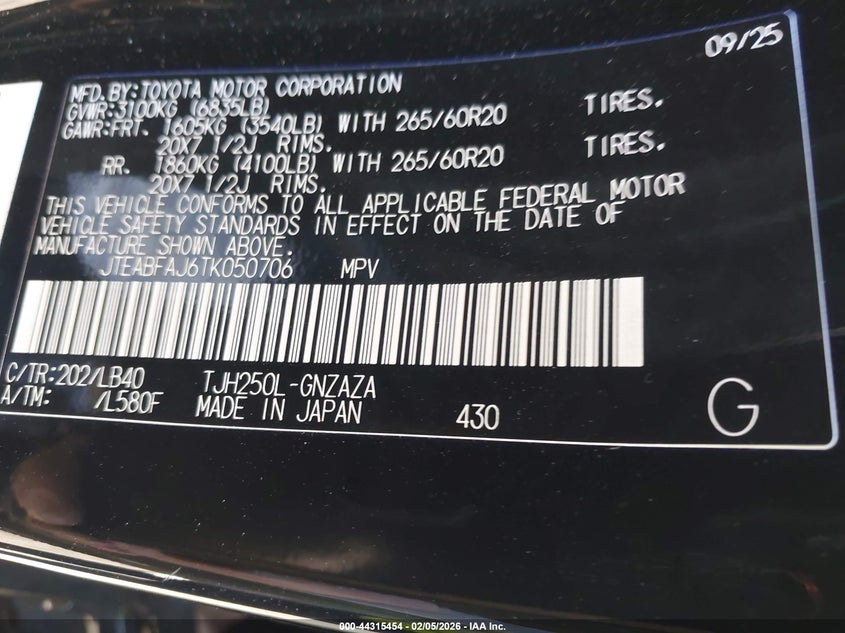 09/25
MFD.BY:TOYOTA MOTOR CORPORATION
GVWR:3100KG (6835LB)
GAWR:FRT. 1605KG (3540LB) WITH 265/60R20 TIRES.
20X7 1/2J RIMS.
RR. 1860KG (4100LB) WITH 265/60R20 TIRES.
20X7 1/2J RIMS.
THIS VEHICLE CONFORMS TO ALL APPLICABLE FEDERAL MOTOR
VEHICLE SAFETY STANDARDS IN EFFECT ON THE DATE OF
MANUFACTURE SHOWN ABOVE.
JTEABFAJ6TK050706 MPV
C/TR:202/LB40 TJH250L-GNZAZA
A/TM: /L580F MADE IN JAPAN 430 G
000-44315454 - 02/05/2026 - IAA Inc.